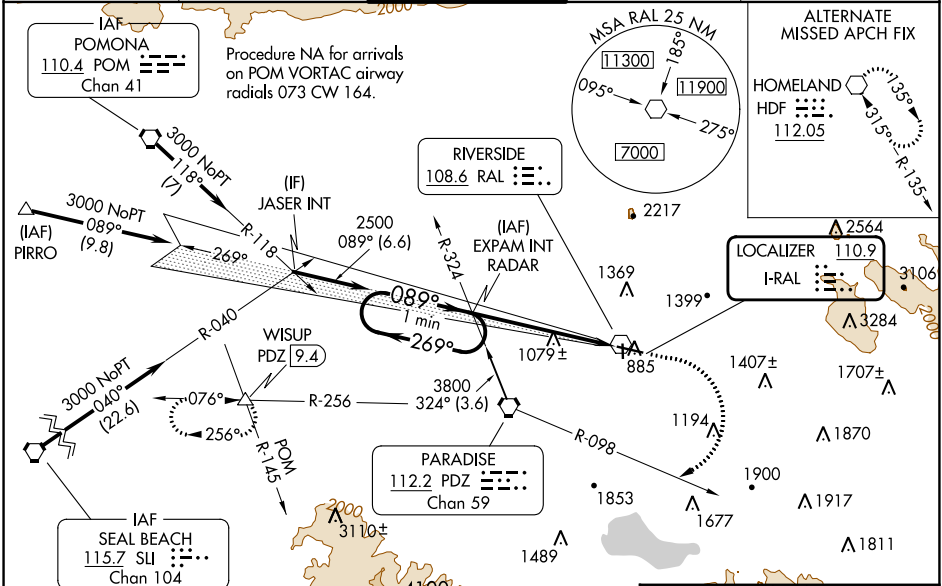 2000
IAF
POMONA
110.4 POM
Chan 41
Procedure NA for arrivals
on POM VORTAC airway
radials 073 CW 164.
MSA RAL 25 NM
11300
185°
095°
11900
275°
7000
ALTERNATE
MISSED APCH FIX
HOMELAND
HDF
112.05
135°
315°
R-135
3000 NoPT
118°
(7)
RIVERSIDE
108.6 RAL
2217
(IF)
JASER INT
3000 NoPT
089°
(9.8)
(IAF)
PIRRO
R-118
269°
2500
089° (6.6)
R-324
(IAF)
EXPAM INT
RADAR
2564
LOCALIZER 110.9
I-RAL
3106
2000
1369
1399
3284
089°
1 min
269°
R-040
WISUP
PDZ 9.4
1079±
885
1407±
1707±
3000 NoPT
040°
(22.6)
076°
256°
R-256
3800
324° (3.6)
R-098
1194
1870
POM
R-145
PARADISE
112.2 PDZ
Chan 59
1853
1900
1677
1917
2000
3110±
1489
1811
IAF
SEAL BEACH
115.7 SLI
Chan 104